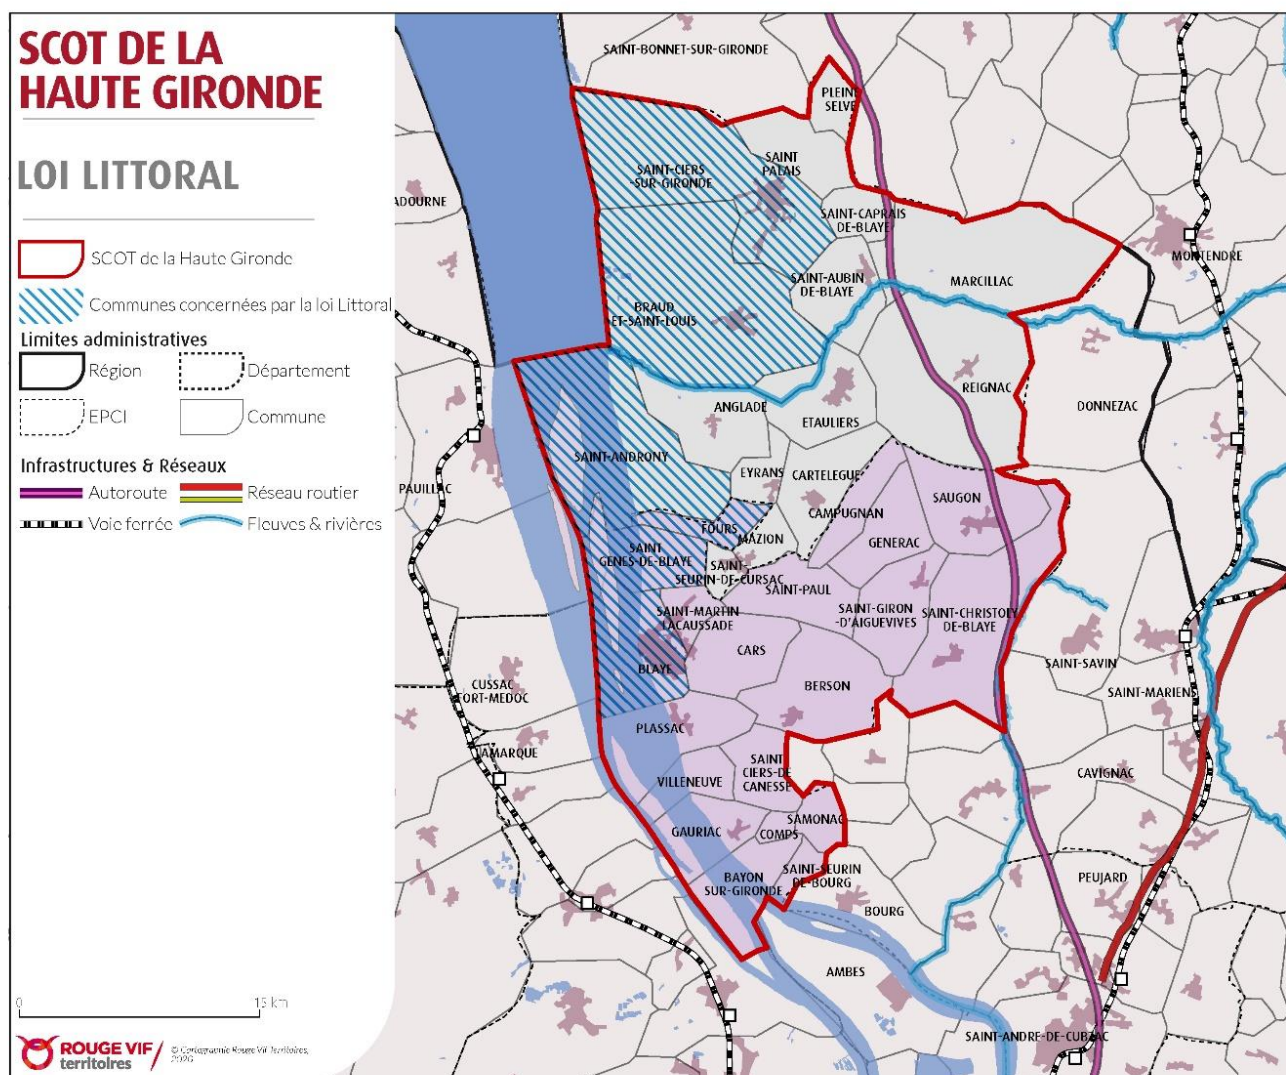 SCOT DE LA
HAUTE GIRONDE
LOI LITTORAL
SCOT de la Haute Gironde
Communes concernées par la loi Littoral
Limites administratives
Région
Département
EPCI
Commune
Infrastructures & Réseaux
Autoroute
Réseau routier
Voie ferrée
Fleuves & rivières
0
15 km
ROUGE VIF
territoires
© Cartographie Rouge Vif Territoires,
2020
SAINT-BONNET-SUR-GIRONDE
PLEINE
SELVE
SAINT
PALAIS
SAINT-CIERS
-SUR-GIRONDE
ADOURNE
SAINT-CAPRAIS
DE-BLAYE
MONTENDRE
SAINT-AUBIN
DE-BLAYE
MARCILLAC
BRAUD
ET-SAINT-LOUIS
REIGNAC
ANGLADE
DONNEZAC
ETAULIERS
SAINT-ANDRONY
EYRANS
CARTELEGUE
PAUILLAC
SAUGON
CAMPUGNAN
FOURS
MAZION
GENERAC
SAINT
GENES-DE-BLAYE
SAINT-
SEURIN-DE-CURSAC
SAINT-PAUL
SAINT-MARTIN
LACAUSSADE
SAINT-GIRON
-D'AIGUEVIVES
SAINT-CHRISTOLY
DE-BLAYE
CARS
SAINT-SAVIN
BLAYE
BERSON
CUSSAC
FORT-MEDOC
SAINT-MARIENS
PLASSAC
LAMARQUE
SAINT
CIERS-DE
CANESSE
CAVIGNAC
VILLENEUVE
SAMONAC
GAURIAC
COMPS
BAYON
SUR-GIRONDE
SAINT-SEURIN
DE-BOURG
PEUJARD
BOURG
AMBES
SAINT-ANDRE-DE-CUBZAC